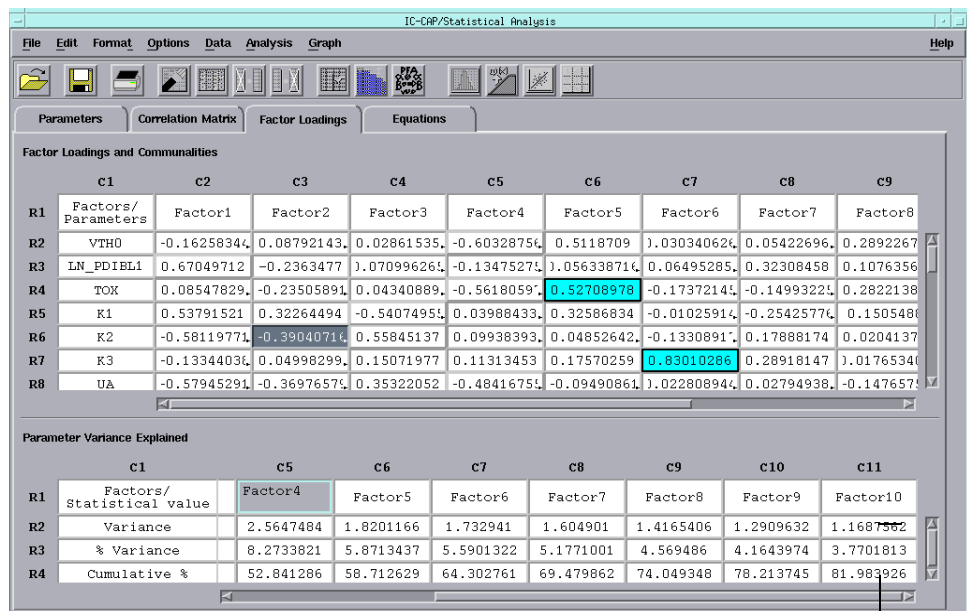 IC-CAP/Statistical Analysis
File Edit Format Options Data Analysis Graph Help
Parameters Correlation Matrix Factor Loadings Equations
Factor Loadings and Communalities
C1 C2 C3 C4 C5 C6 C7 C8 C9
R1 Factors/ Parameters Factor1 Factor2 Factor3 Factor4 Factor5 Factor6 Factor7 Factor8
R2 VTH0 -0.16258344 0.08792143 0.02861535 -0.60328756 0.5118709 0.030340626 0.05422696 0.2892267
R3 LN_PDIBL1 0.67049712 -0.2363477 0.070996265 -0.13475275 0.056338716 0.06495285 0.32308458 0.1076356
R4 TOX 0.08547829 -0.23505891 0.04340889 -0.5618059 0.52708978 -0.17372145 -0.14993225 0.2822138
R5 K1 0.53791521 0.32264494 -0.54074955 0.03988433 0.32586834 -0.01025914 -0.25425776 0.1505488
R6 K2 -0.58119771 -0.39040716 0.55845137 0.09938393 0.04852642 -0.1330891 0.17888118 0.0204137
R7 K3 -0.13344036 0.04998299 0.15071977 0.11313453 0.17570259 0.83010286 0.28918147 0.01765340
R8 UA -0.57945291 -0.36976579 0.35322052 -0.48416755 -0.09490861 0.022808944 0.02794938 -0.147657
Parameter Variance Explained
C1 C5 C6 C7 C8 C9 C10 C11
R1 Factors/ Statistical value Factor4 Factor5 Factor6 Factor7 Factor8 Factor9 Factor10
R2 Variance 2.5647484 1.8201166 1.732941 1.604901 1.4165406 1.2909632 1.1687562
R3 % Variance 8.2733821 5.8713437 5.5901322 5.1771001 4.569486 4.1643974 3.7701813
R4 Cumulative % 52.841286 58.712629 64.302761 69.479862 74.049348 78.213745 81.983926